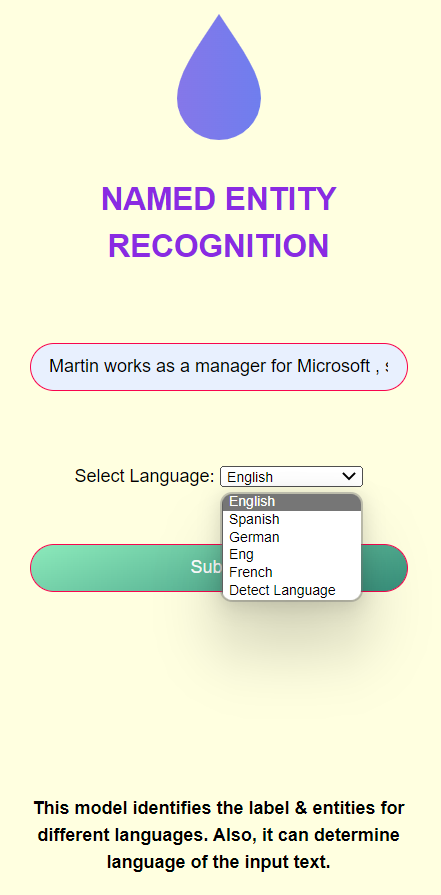 NAMED ENTITY
RECOGNITION
Martin works as a manager for Microsoft ,
Select Language: English
English
Spanish
German
Eng
French
Detect Language
Sub
This model identifies the label & entities for
different languages. Also, it can determine
language of the input text.